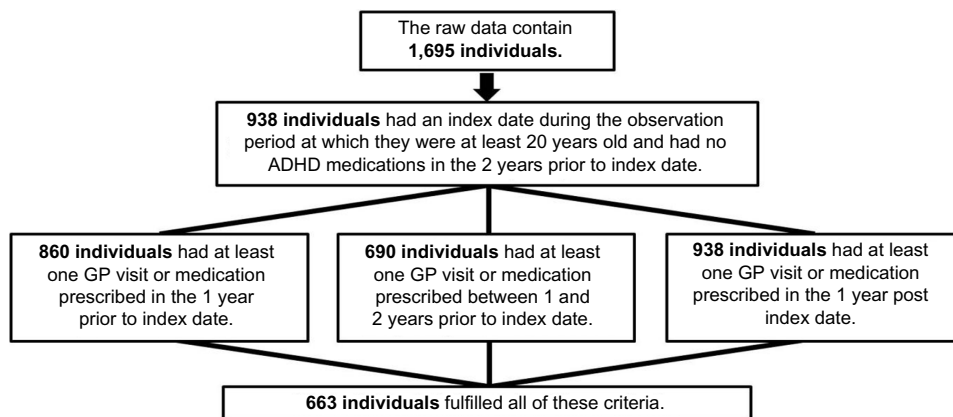 The raw data contain
1,695 individuals.
938 individuals had an index date during the observation
period at which they were at least 20 years old and had no
ADHD medications in the 2 years prior to index date.
860 individuals had at least
one GP visit or medication
prescribed in the 1 year
prior to index date.
690 individuals had at least
one GP visit or medication
prescribed between 1 and
2 years prior to index date.
938 individuals had at least
one GP visit or medication
prescribed in the 1 year post
index date.
663 individuals fulfilled all of these criteria.